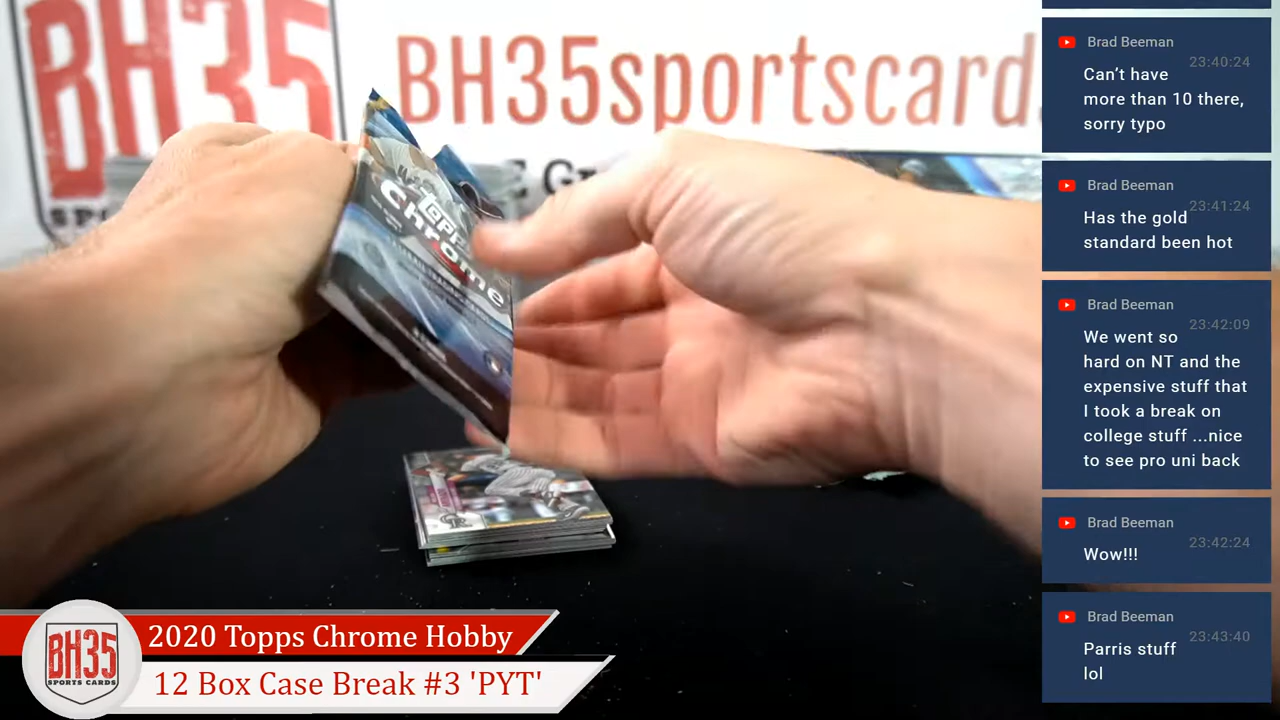 BH35
BH35sportscard
SPO
Topps
Chrome
2020 Topps Chrome Hobby
12 Box Case Break #3 'PYT'
BH35
SPORTS CARDS
Brad Beeman
23:40:24
Can't have
more than 10 there,
sorry typo
Brad Beeman
23:41:24
Has the gold
standard been hot
Brad Beeman
23:42:09
We went so
hard on NT and the
expensive stuff that
I took a break on
college stuff ...nice
to see pro uni back
Brad Beeman
23:42:24
Wow!!!
Brad Beeman
23:43:40
Parris stuff
lol